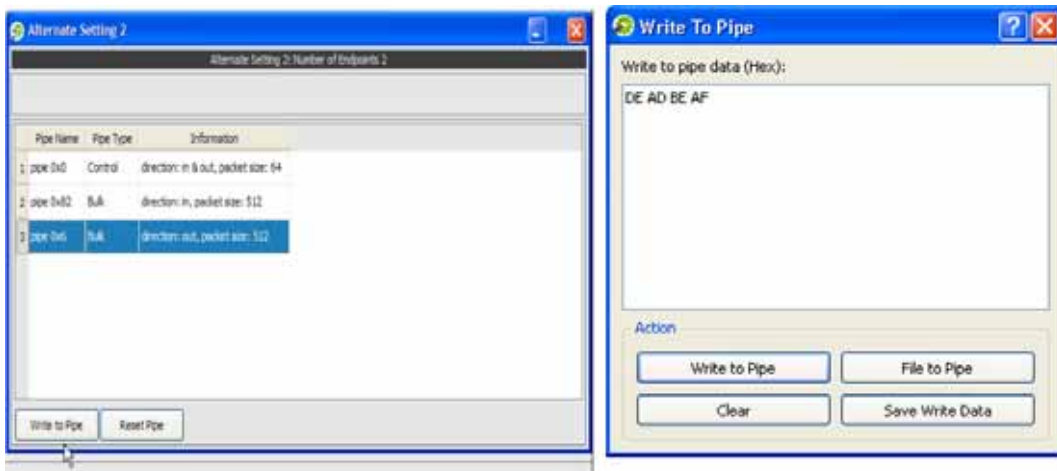 Alternate Setting 2
Alternate Setting 2: Number of Endpoints 2
Pipe Name Pipe Type Information
1 pipe 0x0 Control direction: in & out, packet size: 64
2 pipe 0x82 Bulk direction: in, packet size: 512
3 pipe 0x6 Bulk direction: out, packet size: 512
Write to Pipe Reset Pipe
Write To Pipe
Write to pipe data (Hex):
DE AD BE AF
Action
Write to Pipe File to Pipe
Clear Save Write Data